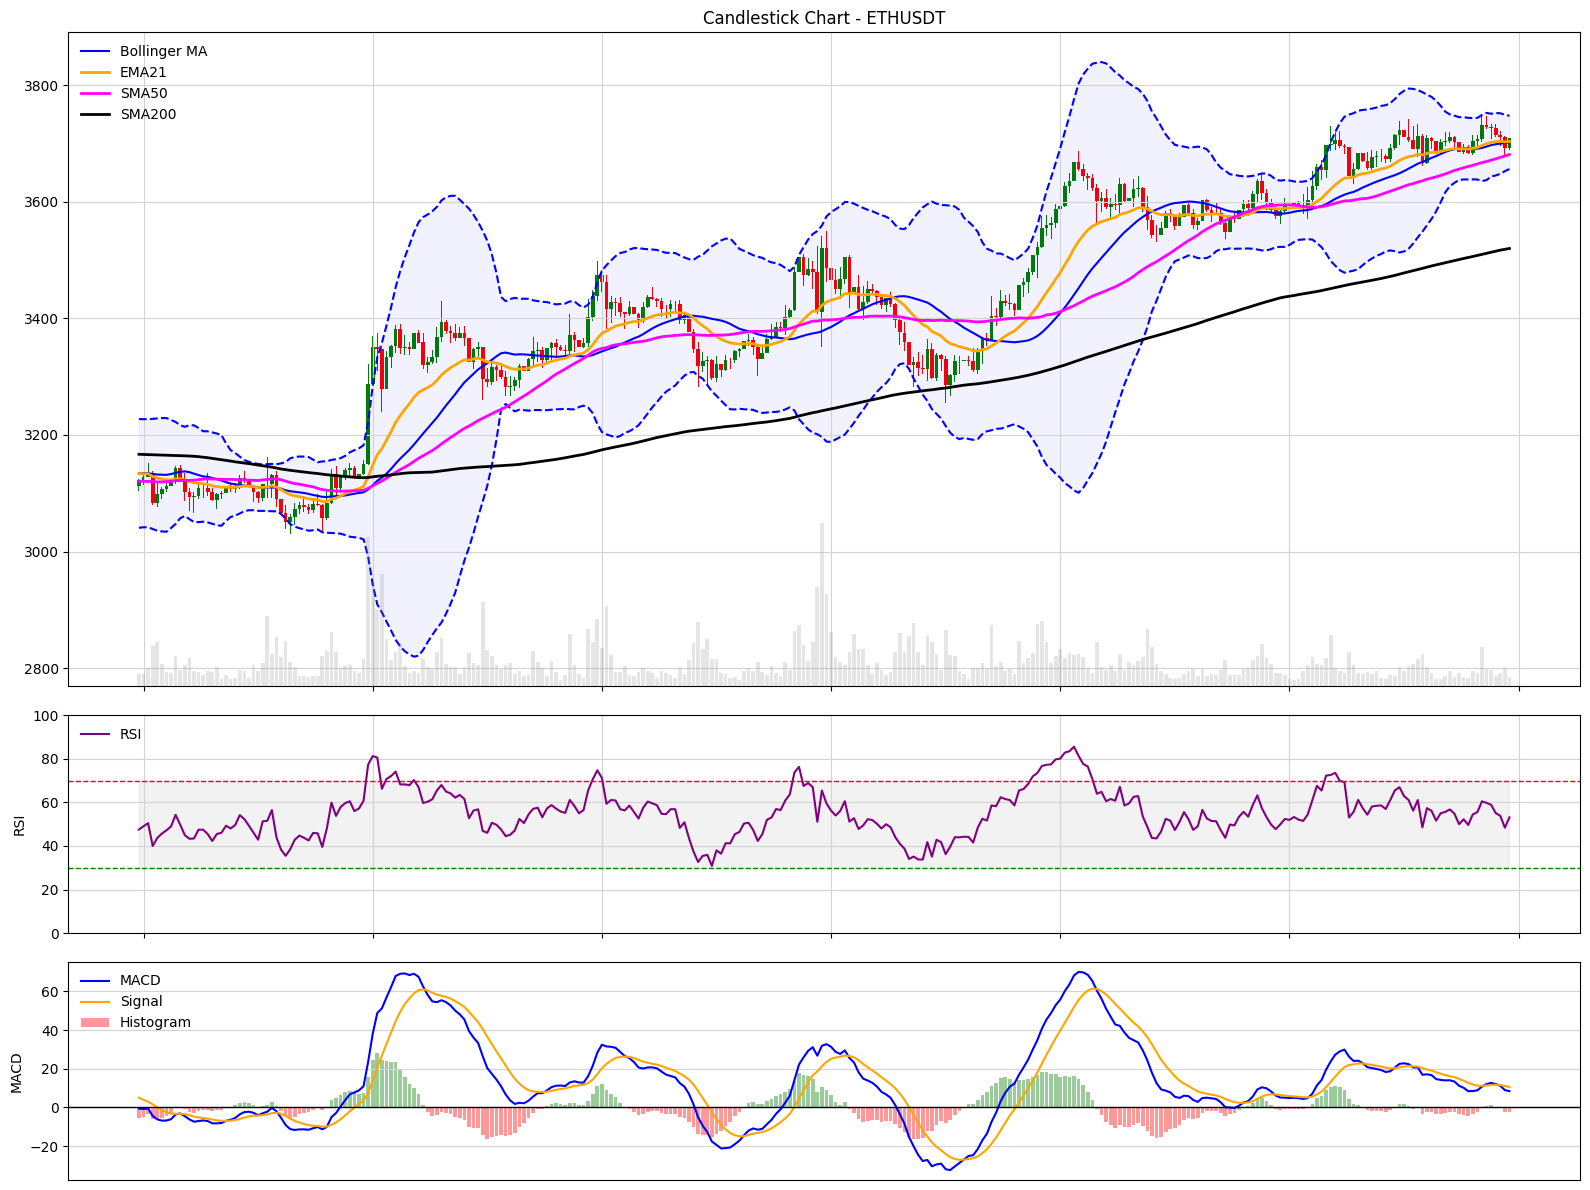 Candlestick Chart - ETHUSDT
Bollinger MA
EMA21
SMA50
SMA200
3800
3600
3400
3200
3000
2800
RSI
100
80
60
40
20
0
RSI
MACD
Signal
Histogram
60
40
20
0
−20
MACD